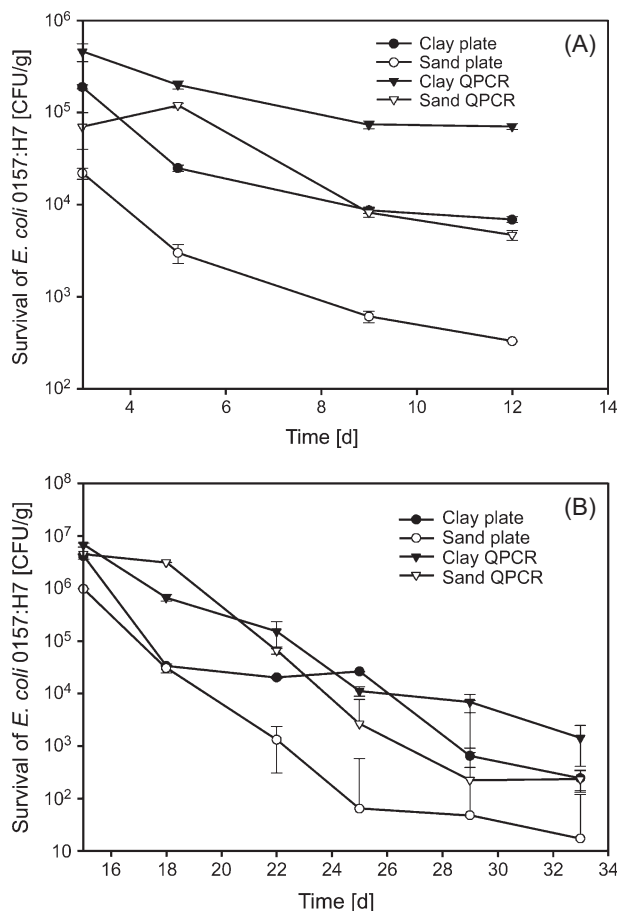 (A)
Clay plate
Sand plate
Clay QPCR
Sand QPCR
Survival of E. coli 0157:H7 [CFU/g]
10⁶
10⁵
10⁴
10³
10²
4 6 8 10 12 14
Time [d]
(B)
Clay plate
Sand plate
Clay QPCR
Sand QPCR
Survival of E. coli 0157:H7 [CFU/g]
10⁸
10⁷
10⁶
10⁵
10⁴
10³
10²
10
16 18 20 22 24 26 28 30 32 34
Time [d]